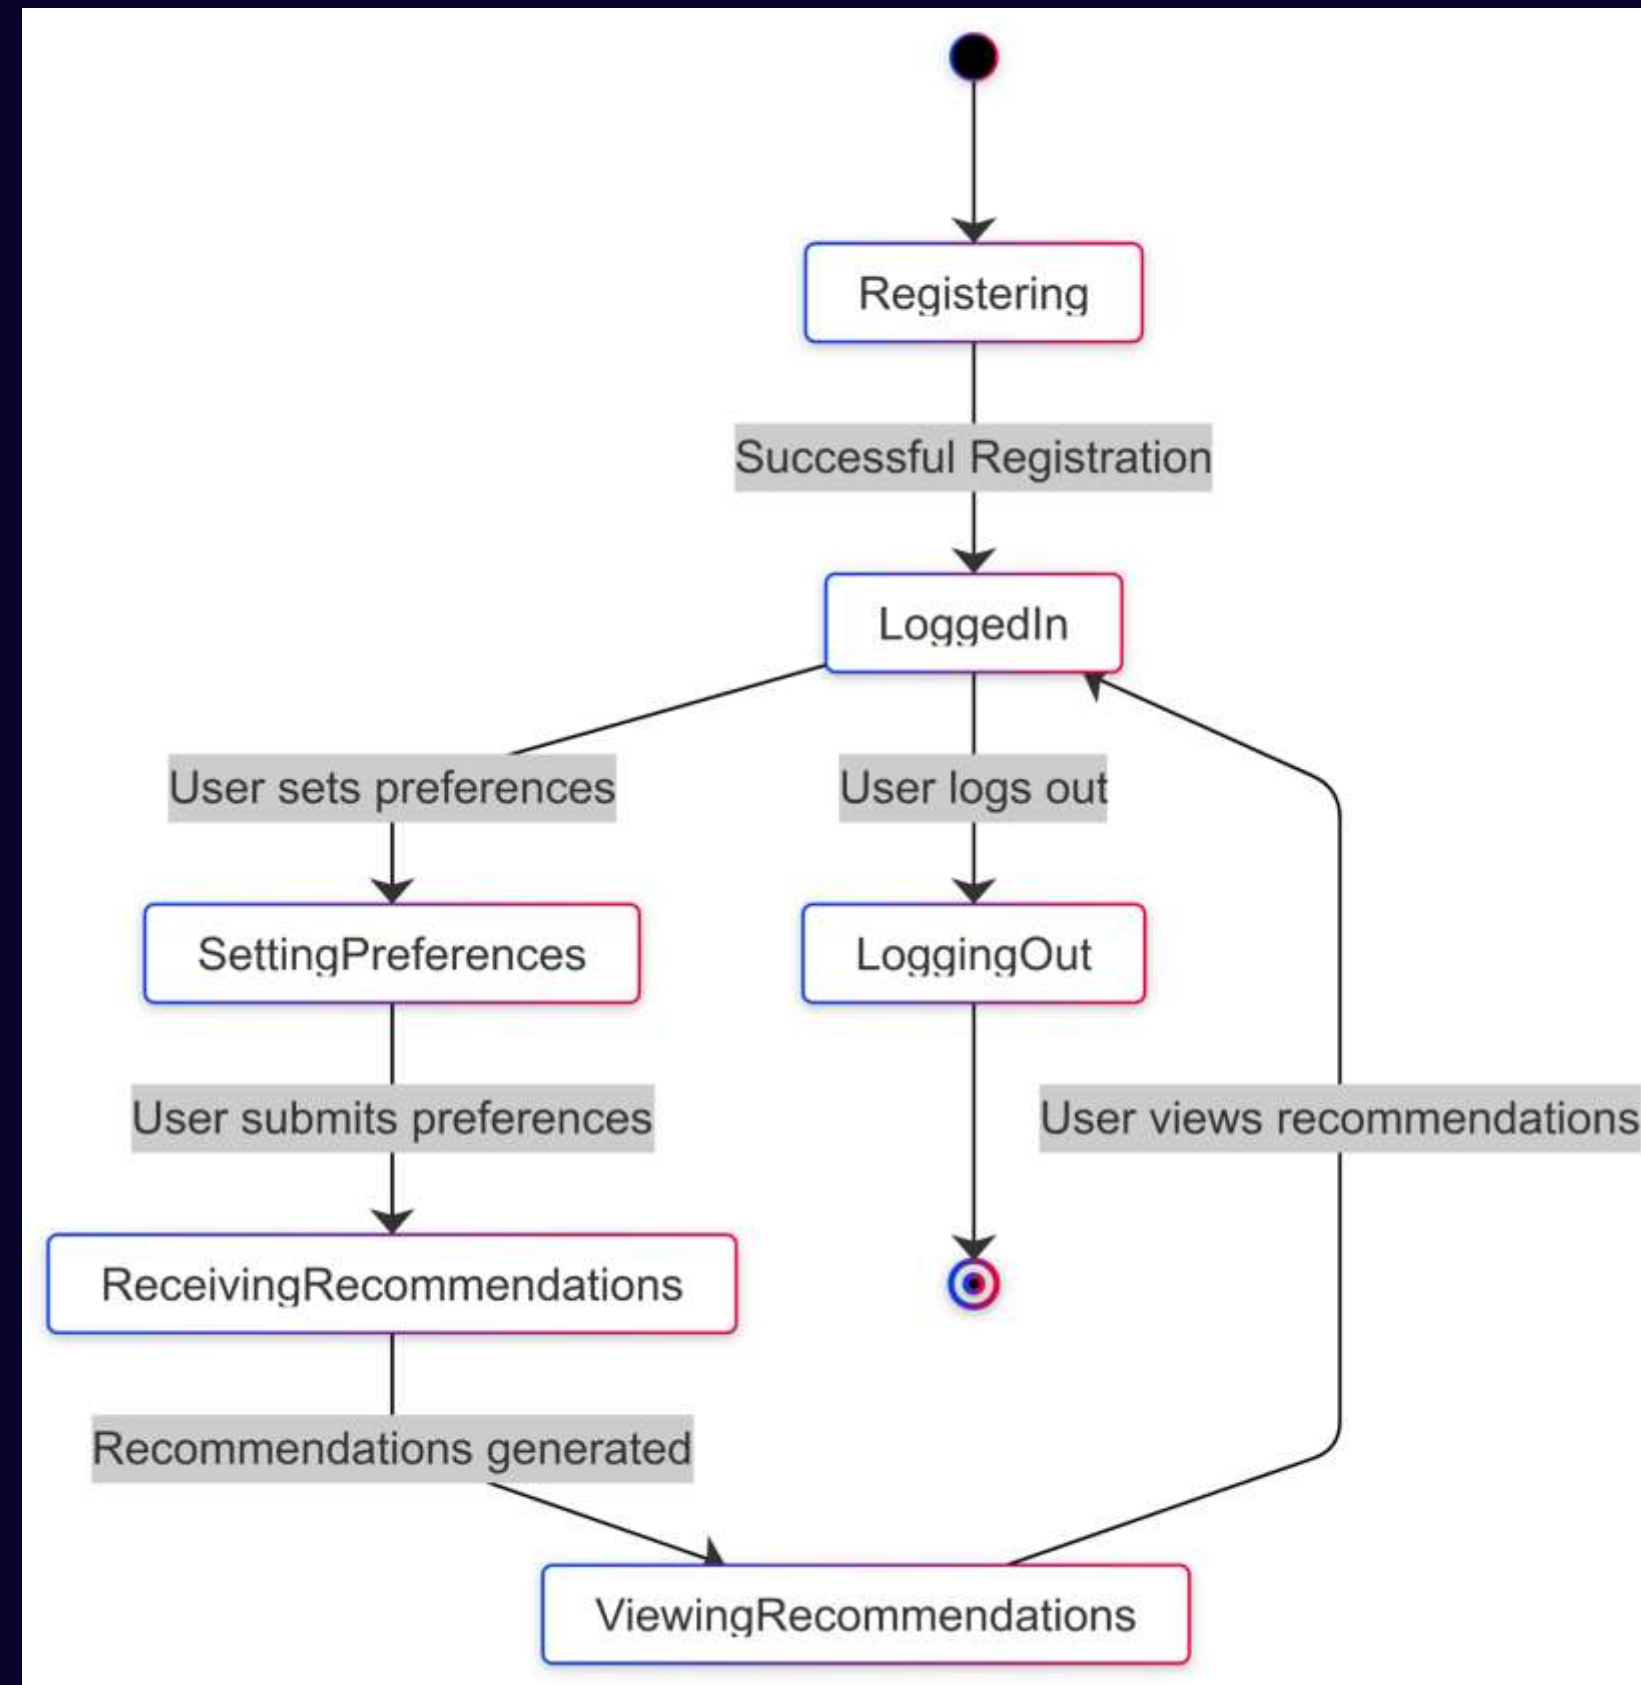 Registering
Successful Registration
LoggedIn
User sets preferences
User logs out
SettingPreferences
LoggingOut
User submits preferences
User views recommendations
ReceivingRecommendations
Recommendations generated
ViewingRecommendations